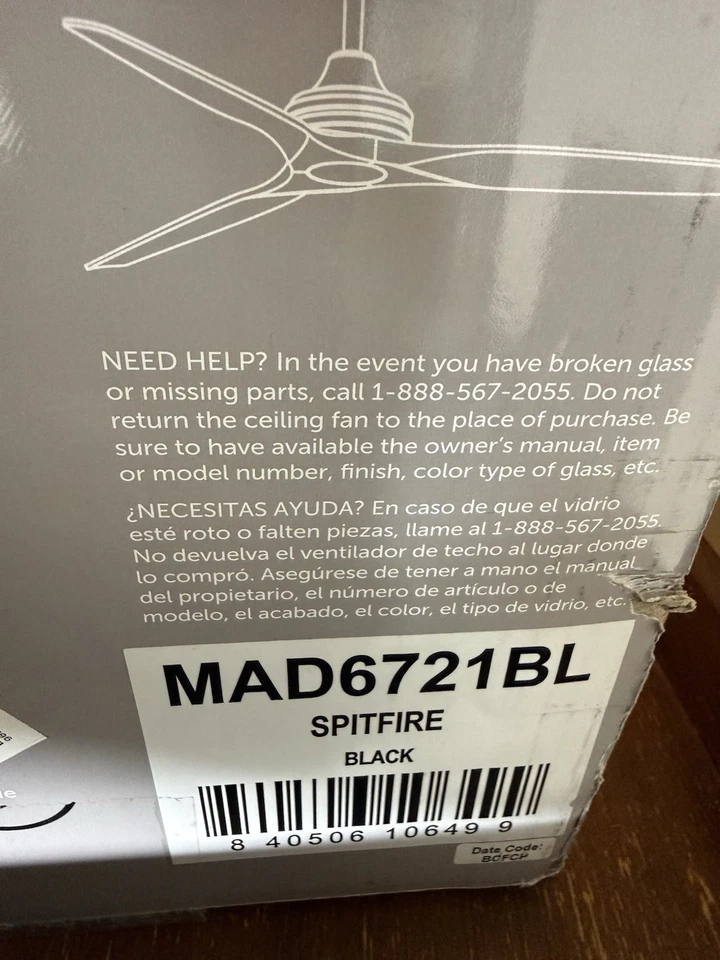 NEED HELP? In the event you have broken glass
or missing parts, call 1-888-567-2055. Do not
return the ceiling fan to the place of purchase. Be
sure to have available the owner's manual, item
or model number, finish, color type of glass, etc.
¿NECESITAS AYUDA? En caso de que el vidrio
esté roto o falten piezas, llame al 1-888-567-2055.
No devuelva el ventilador de techo al lugar donde
lo compró. Asegúrese de tener a mano el manual
del propietario, el número de artículo o de
modelo, el acabado, el color, el tipo de vidrio, etc.
MAD6721BL
SPITFIRE
BLACK
8 40506 10649 9
Date Code: